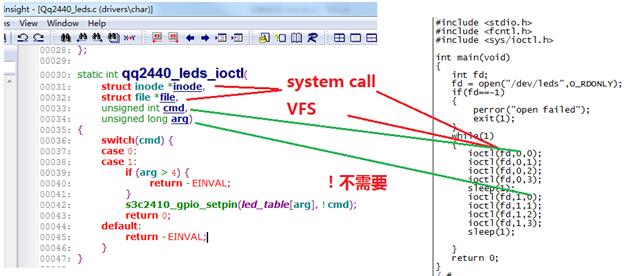 Insight - [Qq2440_leds.c (drivers\char)]
View Window Help
00028: };
00029:
00030: static int qq2440_leds_ioctl(
00031: struct inode *inode,
00032: struct file *file,
00033: unsigned int cmd,
00034: unsigned long arg)
00035: {
00036: switch(cmd) {
00037: case 0:
00038: case 1:
00039: if (arg > 4) {
00040: return -EINVAL;
00041: }
00042: s3c2410_gpio_setpin(led_table[arg], !cmd);
00043: return 0;
00044: default:
00045: return -EINVAL;
00046: }
00047: }
system call
VFS
！不需要
#include <stdio.h>
#include <fcntl.h>
#include <sys/ioctl.h>
int main(void)
{
int fd;
fd = open("/dev/leds",O_RDONLY);
if(fd==-1)
{
perror("open failed");
exit(1);
}
while(1)
{
ioctl(fd,0,0);
ioctl(fd,0,1);
ioctl(fd,0,2);
ioctl(fd,0,3);
sleep(1);
ioctl(fd,1,0);
ioctl(fd,1,1);
ioctl(fd,1,2);
ioctl(fd,1,3);
sleep(1);
}
return 0;
}